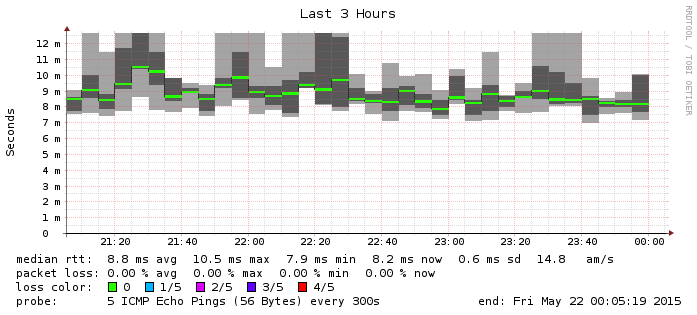 Last 3 Hours
RRDTOOL / TOBI OETIKER
Seconds
12 m
11 m
10 m
9 m
8 m
7 m
6 m
5 m
4 m
3 m
2 m
1 m
0
21:20 21:40 22:00 22:20 22:40 23:00 23:20 23:40 00:00
median rtt: 8.8 ms avg 10.5 ms max 7.9 ms min 8.2 ms now 0.6 ms sd 14.8 am/s
packet loss: 0.00 % avg 0.00 % max 0.00 % min 0.00 % now
loss color: 0 1/5 2/5 3/5 4/5
probe: 5 ICMP Echo Pings (56 Bytes) every 300s end: Fri May 22 00:05:19 2015